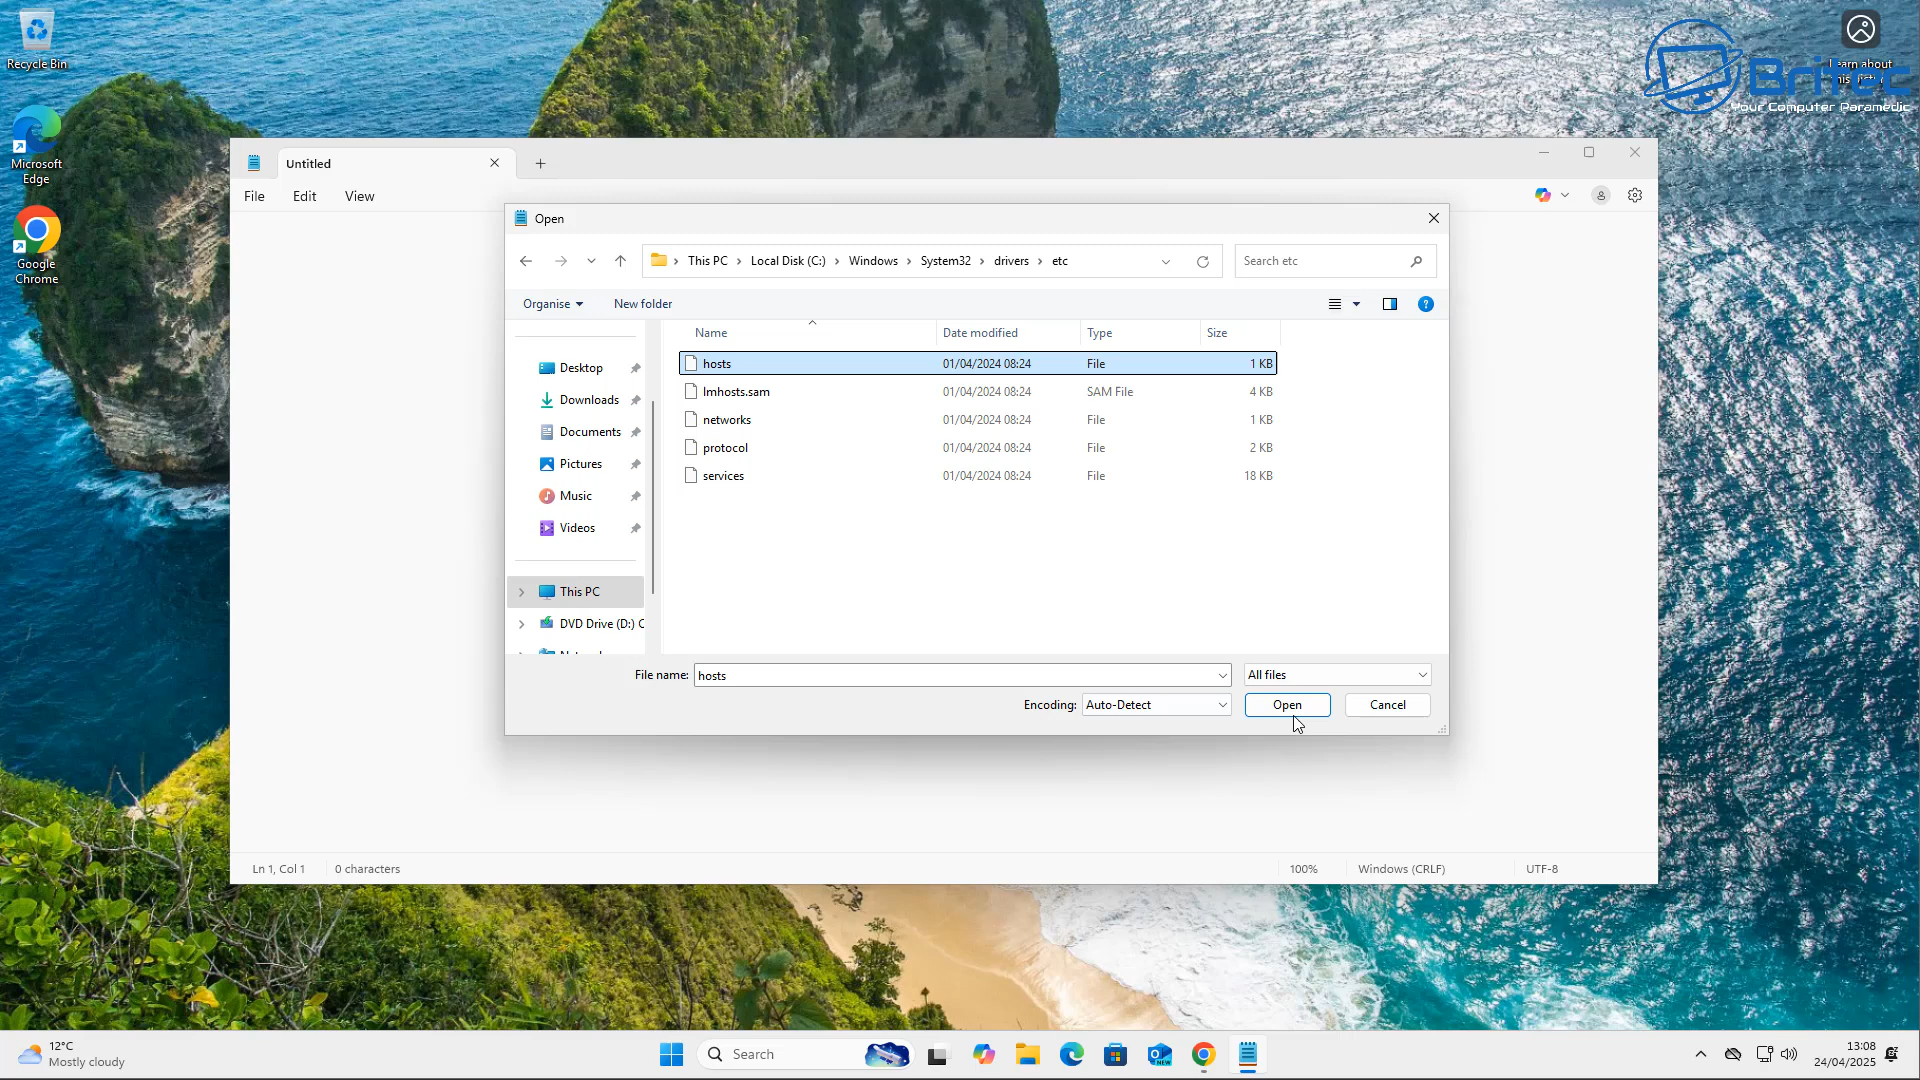 Recycle Bin
Microsoft
Edge
Google
Chrome
Learn about
Britec
Your Computer Paramedic
Untitled
File Edit View
Open
This PC > Local Disk (C:) > Windows > System32 > drivers > etc
Search etc
Organise New folder
Name Date modified Type Size
hosts 01/04/2024 08:24 File 1 KB
lmhosts.sam 01/04/2024 08:24 SAM File 4 KB
networks 01/04/2024 08:24 File 1 KB
protocol 01/04/2024 08:24 File 2 KB
services 01/04/2024 08:24 File 18 KB
Desktop
Downloads
Documents
Pictures
Music
Videos
This PC
DVD Drive (D:) C
File name: hosts All files
Encoding: Auto-Detect Open Cancel
Ln 1, Col 1 0 characters 100% Windows (CRLF) UTF-8
12°C
Mostly cloudy
Search
NEW
13:08
24/04/2025